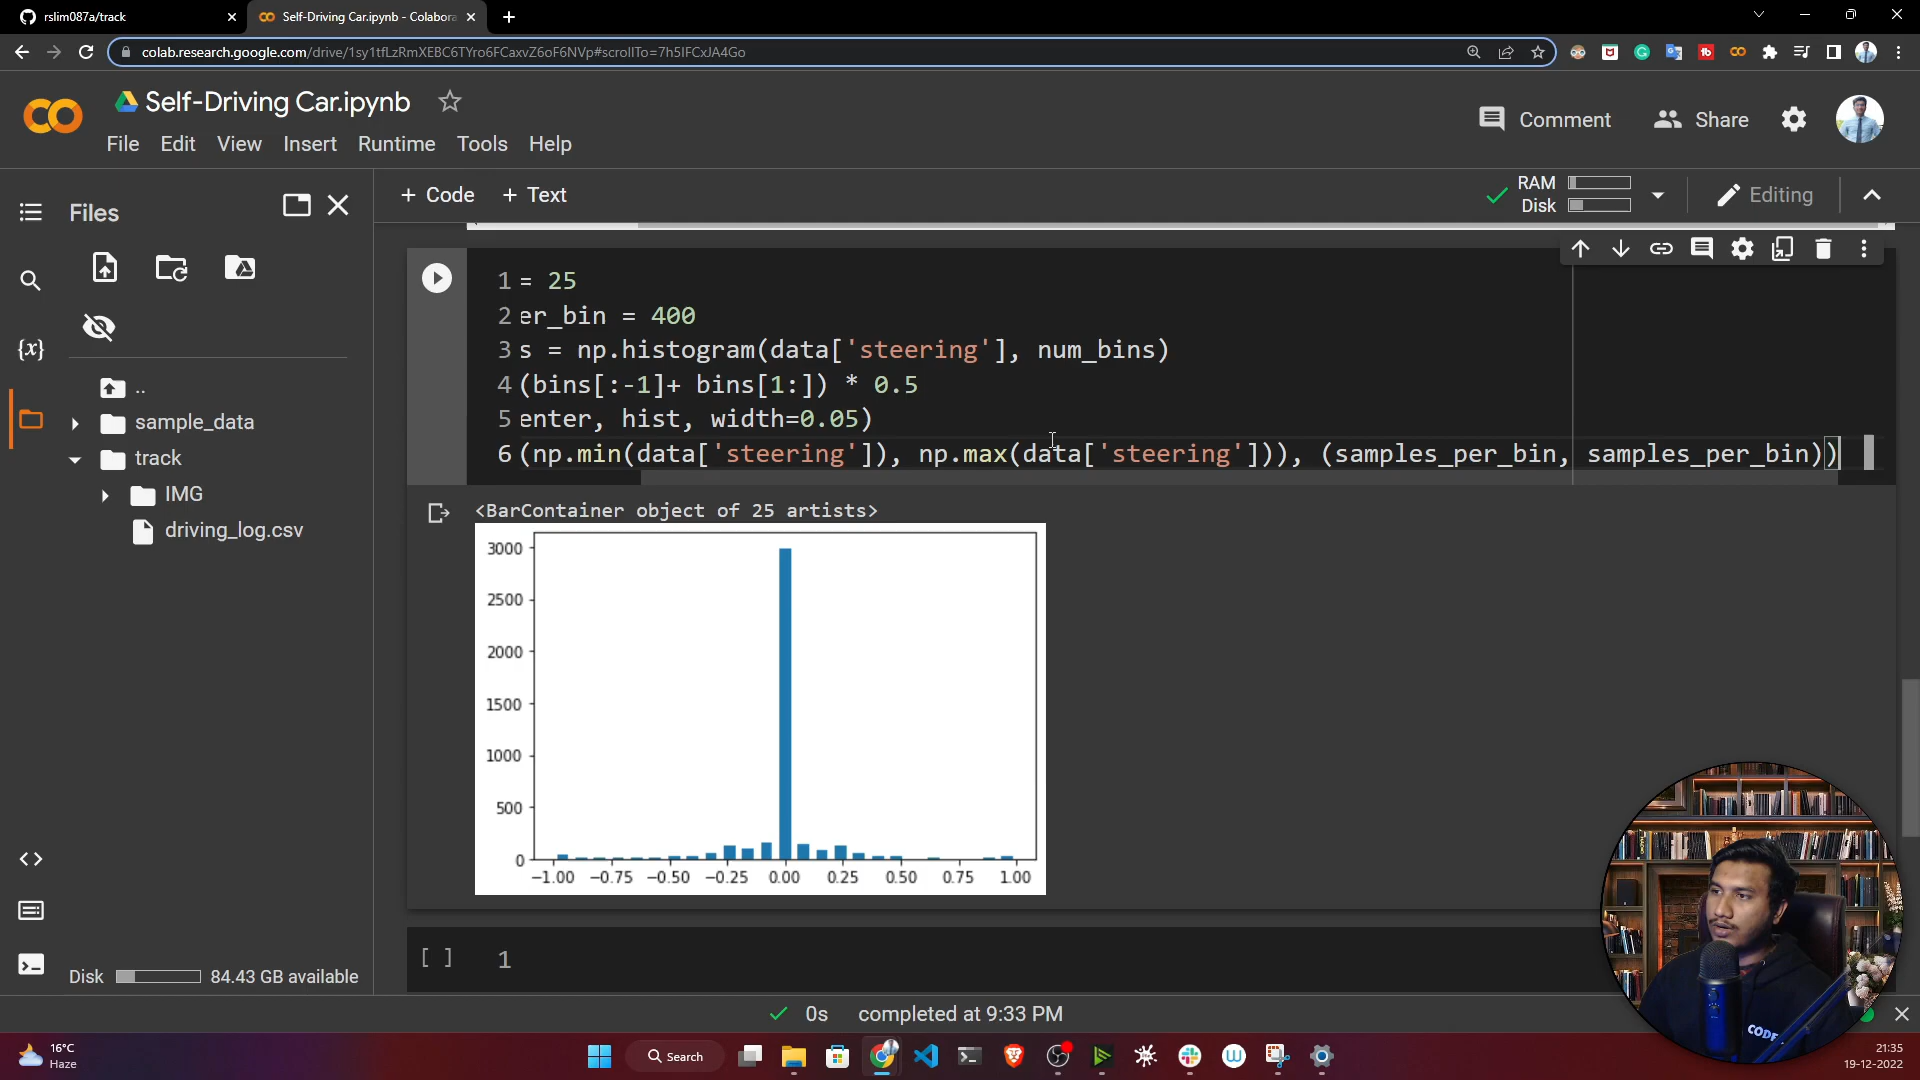 rslim087a/track
Self-Driving Car.ipynb - Colabora
colab.research.google.com/drive/1sy1tfLzRmXEBC6TYro6FCaxvZ6oF6NVp#scrollTo=7h5IFCxJA4Go
Self-Driving Car.ipynb
File Edit View Insert Runtime Tools Help
Comment Share
Files
+ Code + Text
RAM
Disk
Editing
{x}
..
sample_data
track
IMG
driving_log.csv
Disk 84.43 GB available
1 = 25
2 er_bin = 400
3 s = np.histogram(data['steering'], num_bins)
4 (bins[:-1]+ bins[1:]) * 0.5
5 enter, hist, width=0.05)
6 (np.min(data['steering']), np.max(data['steering'])), (samples_per_bin, samples_per_bin))
<BarContainer object of 25 artists>
3000
2500
2000
1500
1000
500
0
−1.00 −0.75 −0.50 −0.25 0.00 0.25 0.50 0.75 1.00
[ ] 1
0s completed at 9:33 PM
CODE
16°C
Haze
Search
21:35
19-12-2022